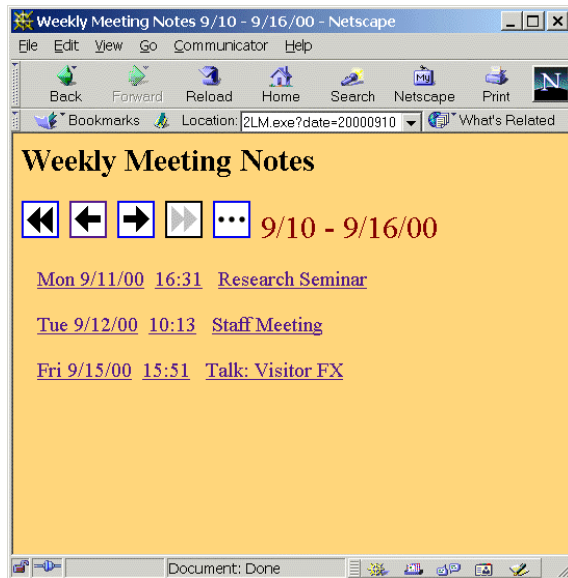 Weekly Meeting Notes 9/10 - 9/16/00 - Netscape
File Edit View Go Communicator Help
My
N
Back Forward Reload Home Search Netscape Print
Bookmarks Location: 2LM.exe?date=20000910 What's Related
Weekly Meeting Notes
9/10 - 9/16/00
Mon 9/11/00 16:31 Research Seminar
Tue 9/12/00 10:13 Staff Meeting
Fri 9/15/00 15:51 Talk: Visitor FX
Document: Done